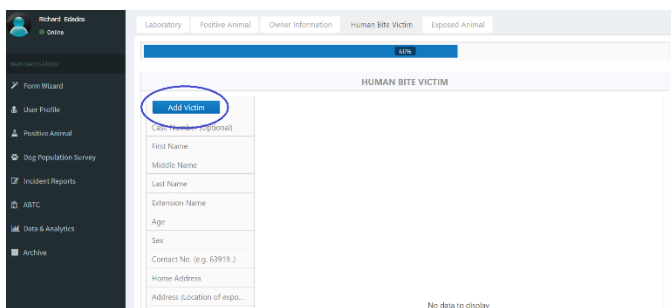 Richard Edades
Online
MAIN NAVIGATION
Form Wizard
User Profile
Positive Animal
Dog Population Survey
Incident Reports
ABTC
Data & Analytics
Archive
Laboratory
Positive Animal
Owner Information
Human Bite Victim
Exposed Animal
60%
HUMAN BITE VICTIM
Add Victim
Case Number (Optional)
First Name
Middle Name
Last Name
Extension Name
Age
Sex
Contact No. (e.g. 63919..)
Home Address
Address (Location of expo...
No data to display